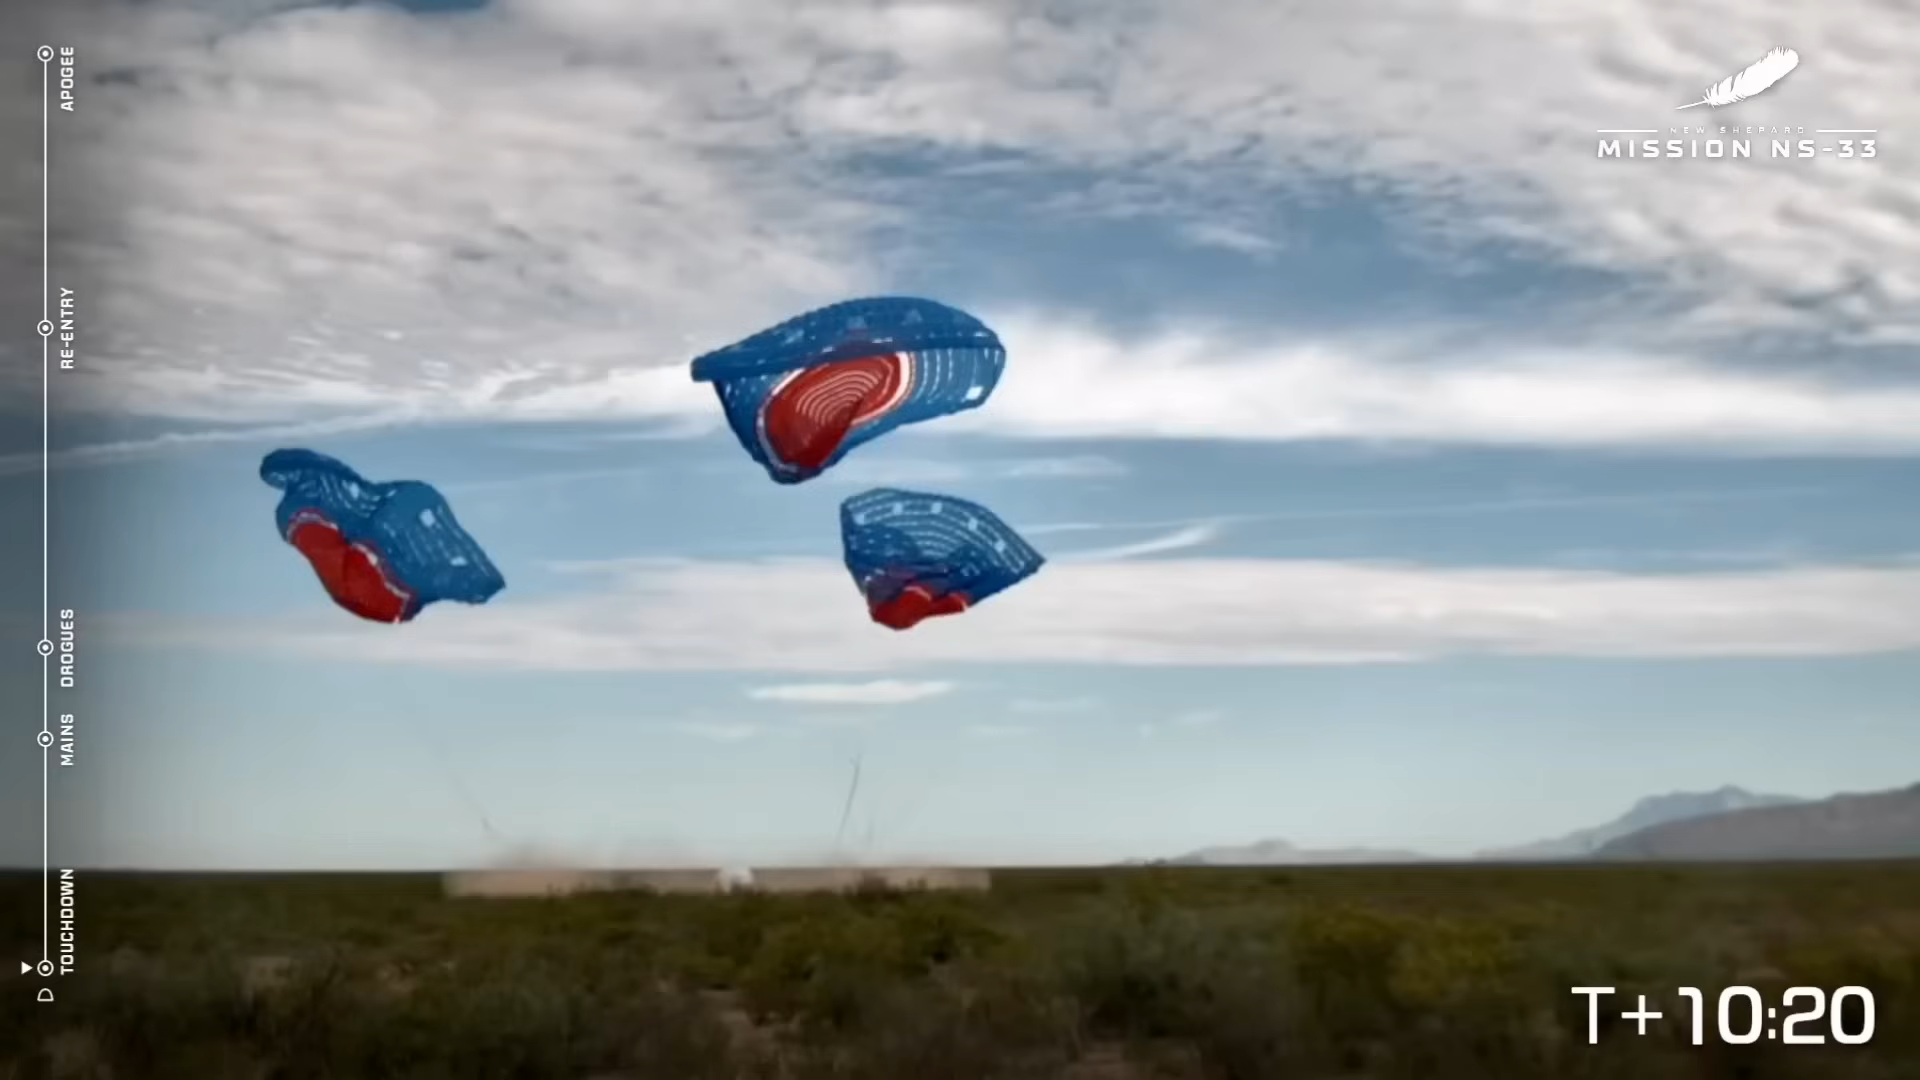 APOGEE
RE-ENTRY
DROGUES
MAINS
TOUCHDOWN
NEW SHEPARD
MISSION NS-33
T+10:20